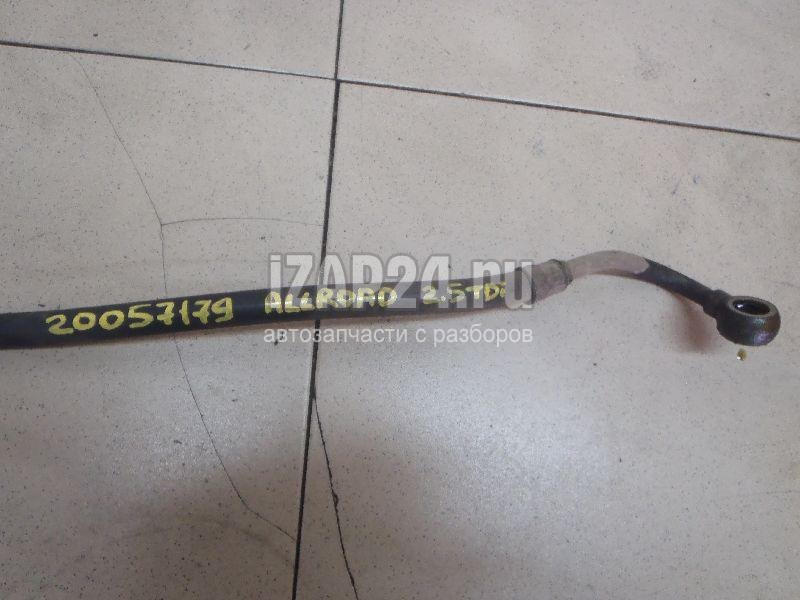 iZAP24.ru
20057179 ALLROAD 2.5TDI
автозапчасти с разборов